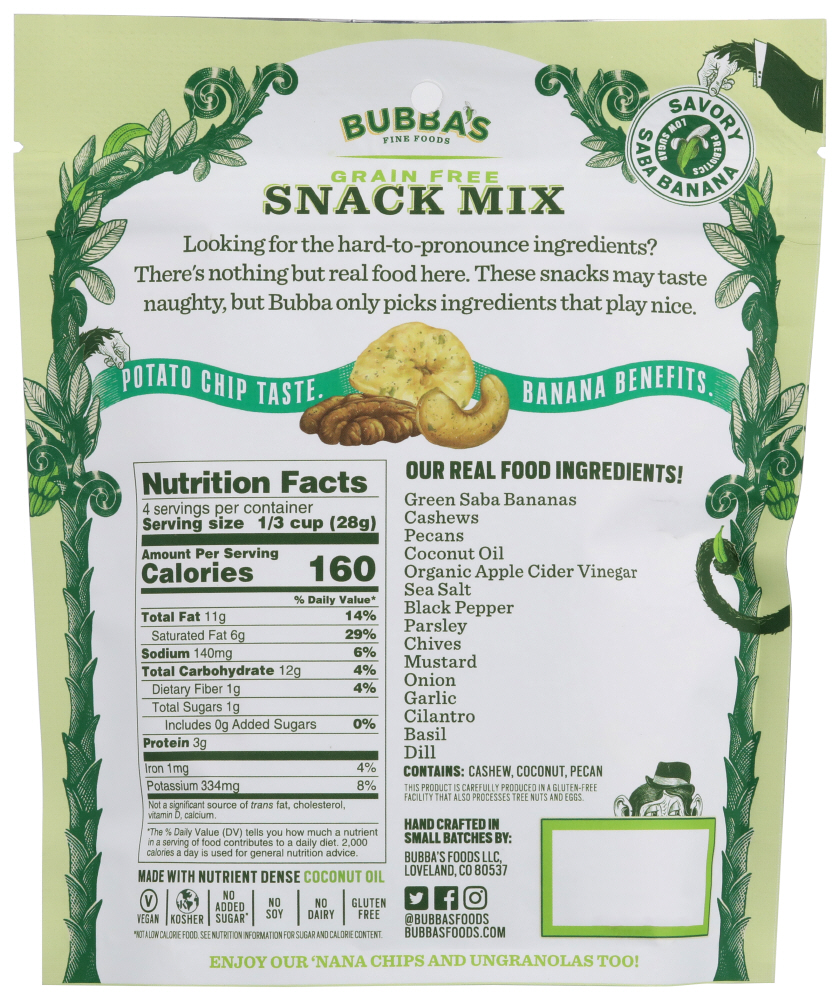 BUBBA'S
FINE FOODS
GRAIN FREE
SNACK MIX
SAVORY
SABA BANANA
LOW SUGAR
PREBIOTICS
Looking for the hard-to-pronounce ingredients?
There's nothing but real food here. These snacks may taste
naughty, but Bubba only picks ingredients that play nice.
POTATO CHIP TASTE.
BANANA BENEFITS.
Nutrition Facts
4 servings per container
Serving size 1/3 cup (28g)
Amount Per Serving
Calories 160
% Daily Value*
Total Fat 11g 14%
Saturated Fat 6g 29%
Sodium 140mg 6%
Total Carbohydrate 12g 4%
Dietary Fiber 1g 4%
Total Sugars 1g
Includes 0g Added Sugars 0%
Protein 3g
Iron 1mg 4%
Potassium 334mg 8%
Not a significant source of trans fat, cholesterol,
vitamin D, calcium.
*The % Daily Value (DV) tells you how much a nutrient
in a serving of food contributes to a daily diet. 2,000
calories a day is used for general nutrition advice.
MADE WITH NUTRIENT DENSE COCONUT OIL
V
VEGAN
KOSHER
NO
ADDED
SUGAR*
NO
SOY
NO
DAIRY
GLUTEN
FREE
*NOT A LOW CALORIE FOOD. SEE NUTRITION INFORMATION FOR SUGAR AND CALORIE CONTENT.
OUR REAL FOOD INGREDIENTS!
Green Saba Bananas
Cashews
Pecans
Coconut Oil
Organic Apple Cider Vinegar
Sea Salt
Black Pepper
Parsley
Chives
Mustard
Onion
Garlic
Cilantro
Basil
Dill
CONTAINS: CASHEW, COCONUT, PECAN
THIS PRODUCT IS CAREFULLY PRODUCED IN A GLUTEN-FREE
FACILITY THAT ALSO PROCESSES TREE NUTS AND EGGS.
HAND CRAFTED IN
SMALL BATCHES BY:
BUBBA'S FOODS LLC,
LOVELAND, CO 80537
@BUBBASFOODS
BUBBASFOODS.COM
ENJOY OUR 'NANA CHIPS AND UNGRANOLAS TOO!